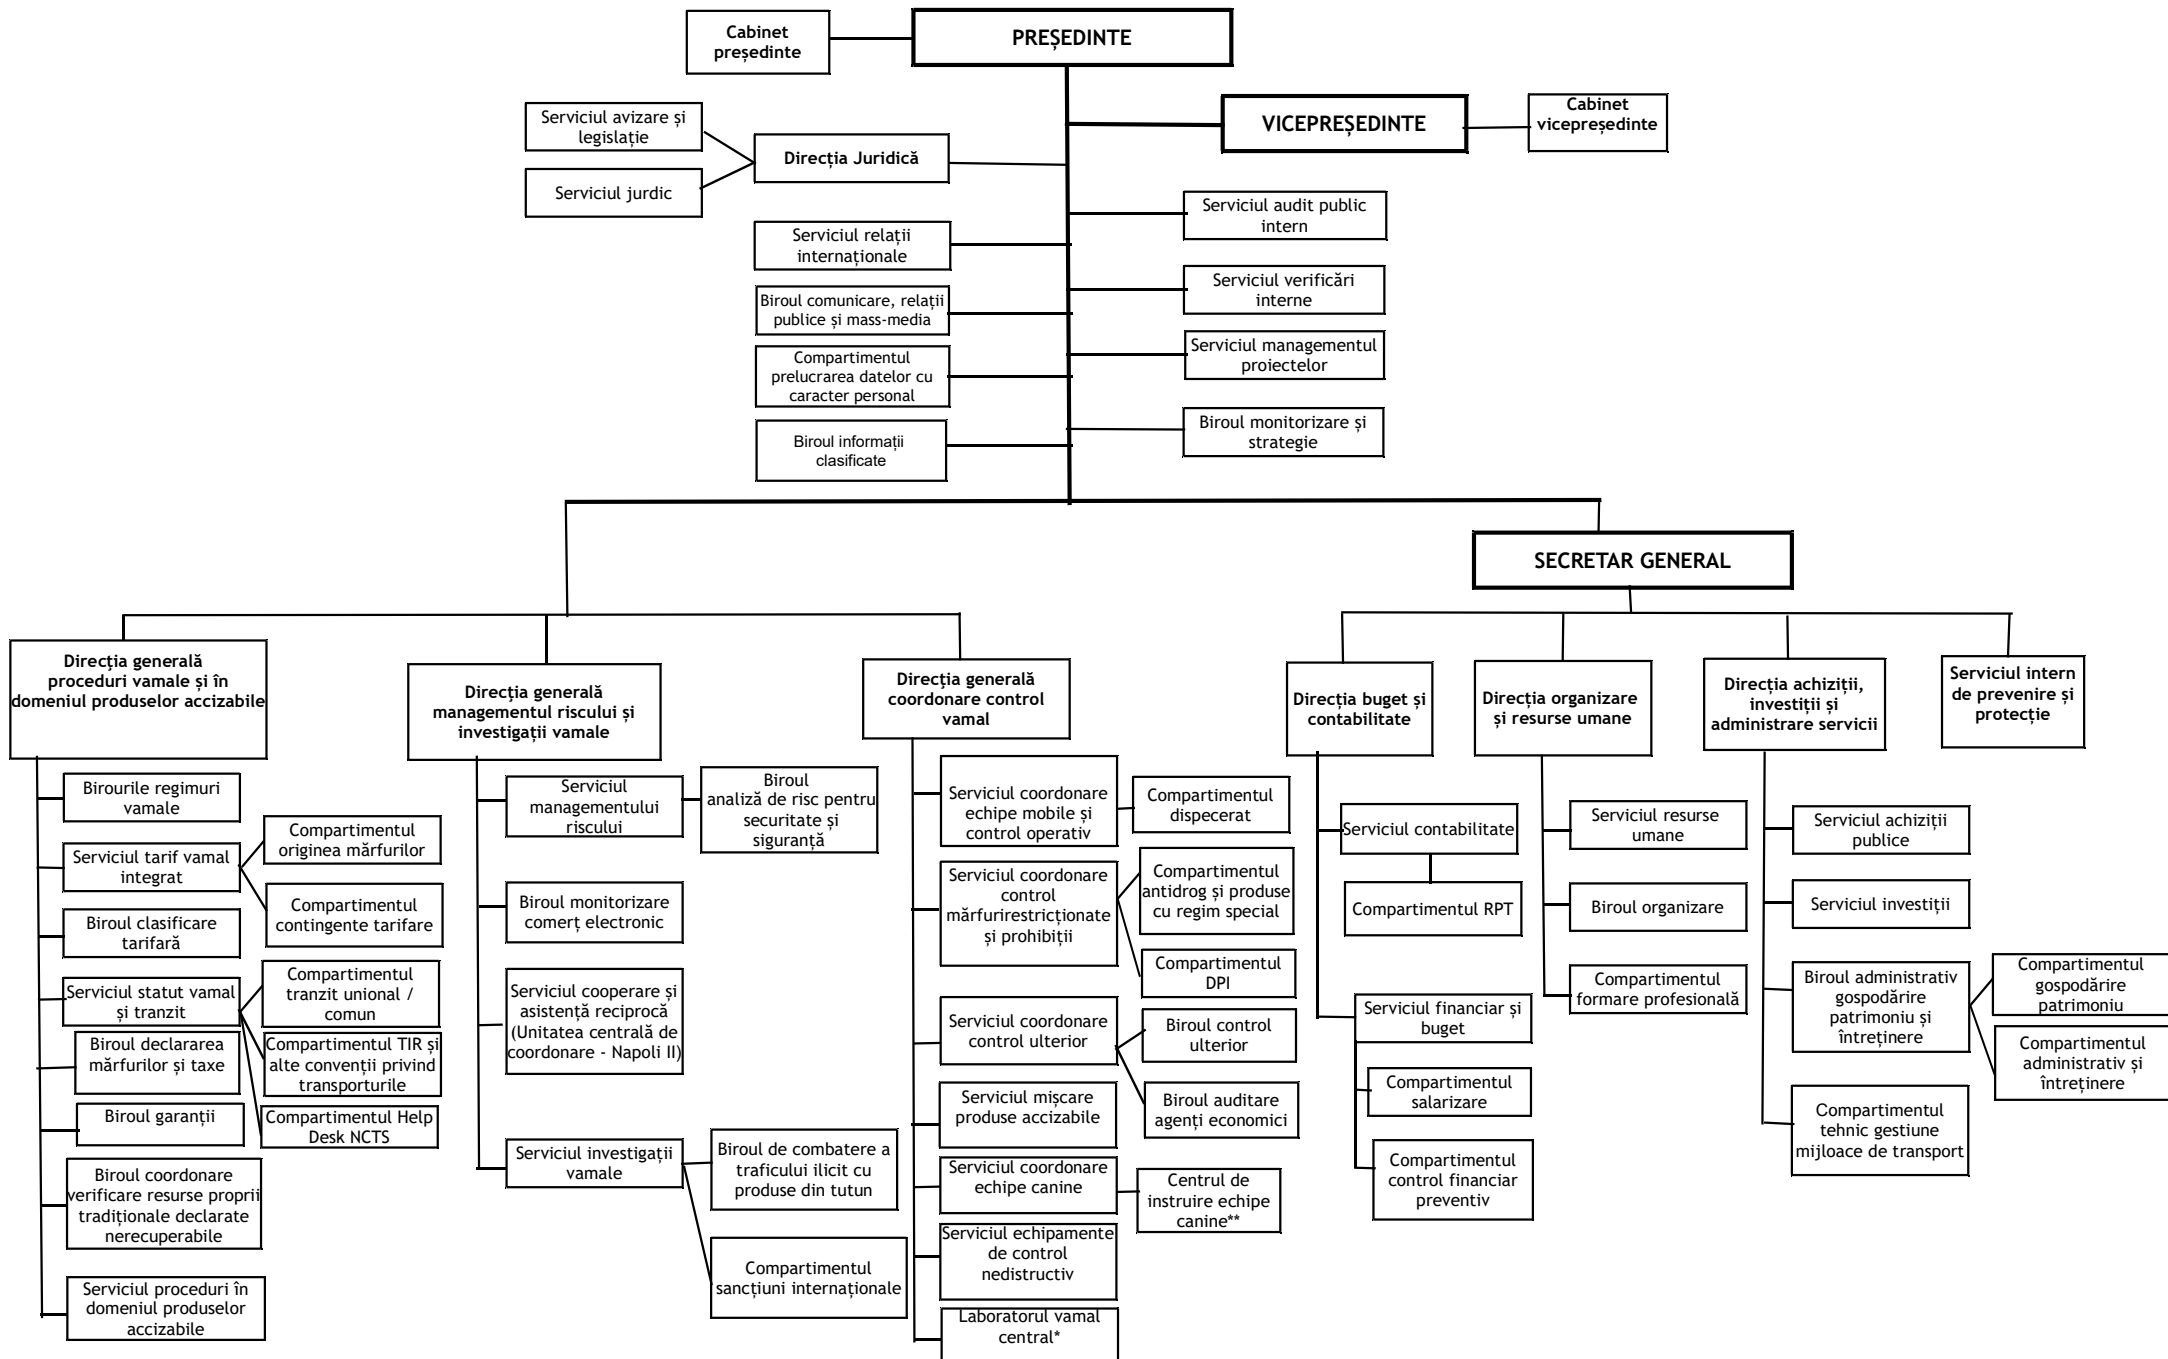 Cabinet
președinte
PREȘEDINTE
VICEPREȘEDINTE
Cabinet
vicepreședinte
Serviciul avizare și
legislație
Serviciul jurdic
Direcția Juridică
Serviciul relații
internaționale
Biroul comunicare, relații
publice și mass-media
Compartimentul
prelucrarea datelor cu
caracter personal
Biroul informații
clasificate
Serviciul audit public
intern
Serviciul verificări
interne
Serviciul managementul
proiectelor
Biroul monitorizare și
strategie
SECRETAR GENERAL
Direcția generală
proceduri vamale și în
domeniul produselor accizabile
Birourile regimuri
vamale
Serviciul tarif vamal
integrat
Compartimentul
originea mărfurilor
Compartimentul
contingente tarifare
Biroul clasificare
tarifară
Serviciul statut vamal
și tranzit
Compartimentul
tranzit unional /
comun
Compartimentul TIR și
alte convenții privind
transporturile
Compartimentul Help
Desk NCTS
Biroul declararea
mărfurilor și taxe
Biroul garanții
Biroul coordonare
verificare resurse proprii
tradiționale declarate
nerecuperabile
Serviciul proceduri în
domeniul produselor
accizabile
Direcția generală
managementul riscului și
investigații vamale
Serviciul
managementului
riscului
Biroul
analiză de risc pentru
securitate și
siguranță
Biroul monitorizare
comerț electronic
Serviciul cooperare și
asistență reciprocă
(Unitatea centrală de
coordonare - Napoli II)
Serviciul investigații
vamale
Biroul de combatere a
traficului ilicit cu
produse din tutun
Compartimentul
sancțiuni internaționale
Direcția generală
coordonare control
vamal
Serviciul coordonare
echipe mobile și
control operativ
Compartimentul
dispecerat
Serviciul coordonare
control
mărfurirestricționate
și prohibiții
Compartimentul
antidrog și produse
cu regim special
Compartimentul
DPI
Serviciul coordonare
control ulterior
Biroul control
ulterior
Biroul auditare
agenți economici
Serviciul mișcare
produse accizabile
Serviciul coordonare
echipe canine
Centrul de
instruire echipe
canine**
Serviciul echipamente
de control
nedistructiv
Laboratorul vamal
central*
Direcția buget și
contabilitate
Serviciul contabilitate
Compartimentul RPT
Serviciul financiar și
buget
Compartimentul
salarizare
Compartimentul
control financiar
preventiv
Direcția organizare
și resurse umane
Serviciul resurse
umane
Biroul organizare
Compartimentul
formare profesională
Direcția achiziții,
investiții și
administrare servicii
Serviciul achiziții
publice
Serviciul investiții
Biroul administrativ
gospodărire
patrimoniu și
întreținere
Compartimentul
gospodărire
patrimoniu
Compartimentul
administrativ și
întreținere
Compartimentul
tehnic gestiune
mijloace de transport
Serviciul intern
de prevenire și
protecție